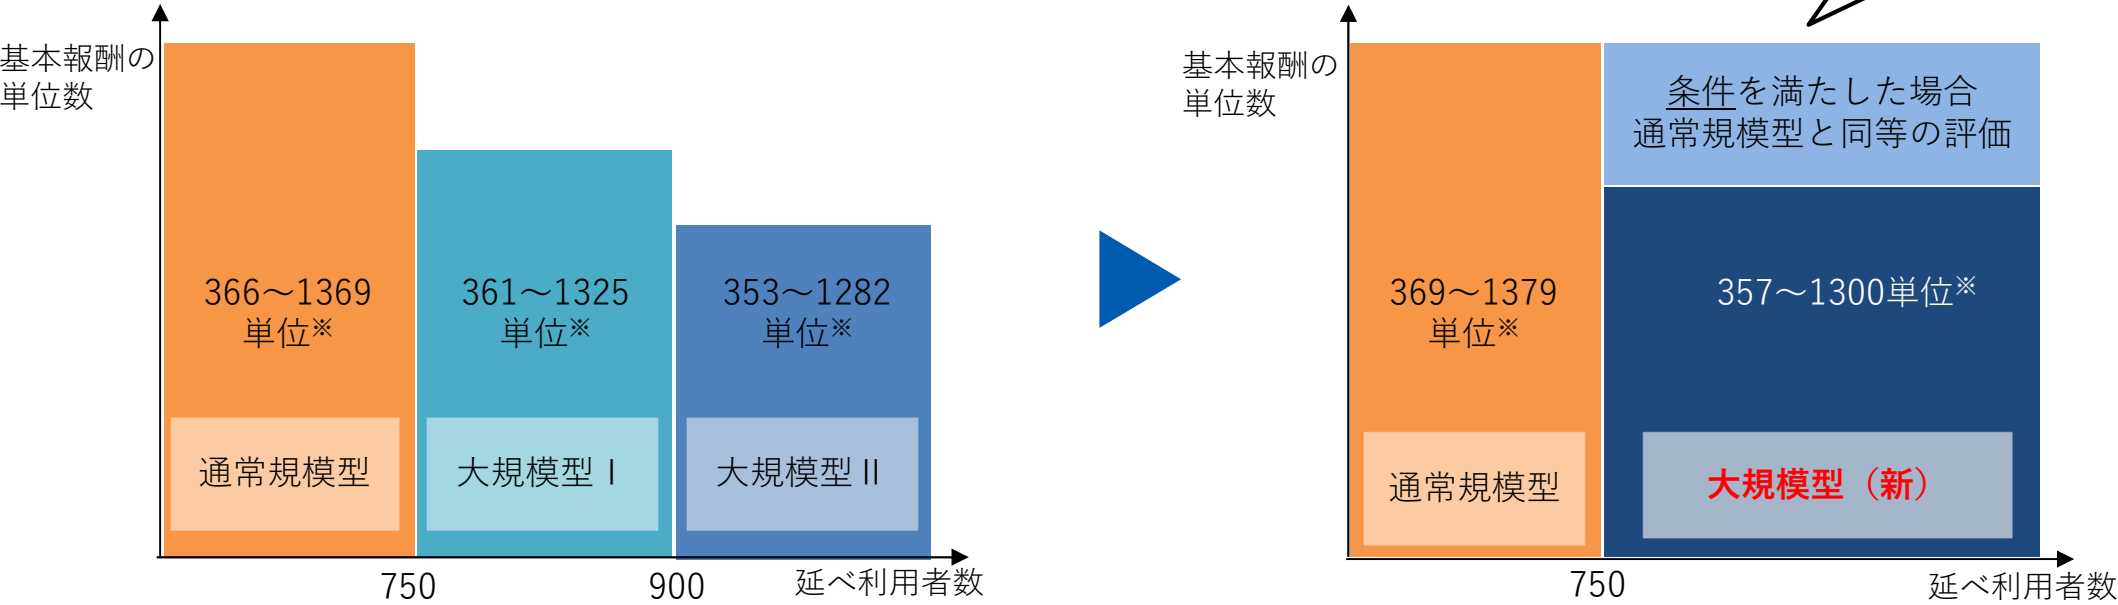 基本報酬の
単位数
366～1369
単位※
361～1325
単位※
353～1282
単位※
通常規模型
大規模型Ⅰ
大規模型Ⅱ
750
900
延べ利用者数
基本報酬の
単位数
条件を満たした場合
通常規模型と同等の評価
369～1379
単位※
357～1300単位※
通常規模型
大規模型（新）
750
延べ利用者数